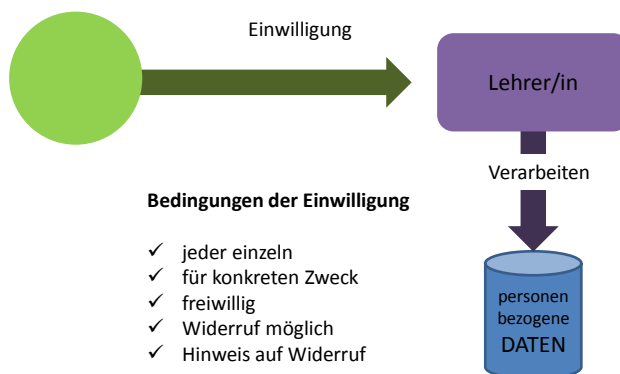 Einwilligung
Lehrer/in
Verarbeiten
Bedingungen der Einwilligung
✓ jeder einzeln
✓ für konkreten Zweck
✓ freiwillig
✓ Widerruf möglich
✓ Hinweis auf Widerruf
personen
bezogene
DATEN